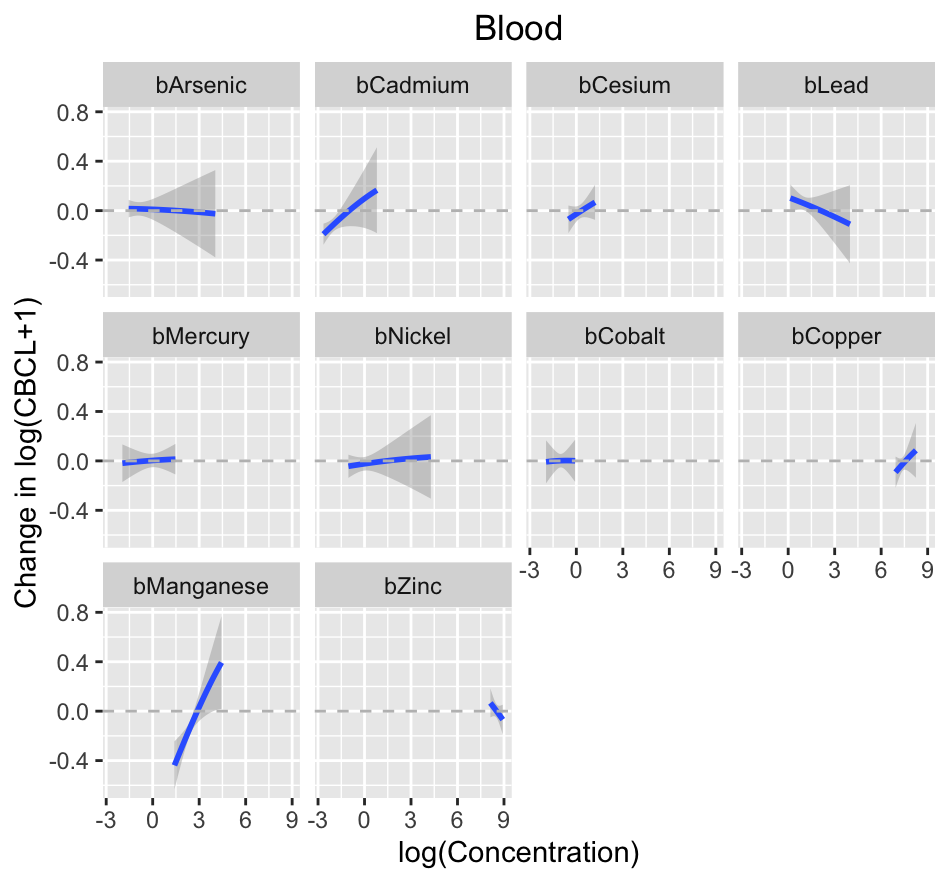 Blood
bArsenic bCadmium bCesium bLead
0.8
0.4
0.0
-0.4
bMercury bNickel bCobalt bCopper
0.8
0.4
0.0
-0.4
-3 0 3 6 9 -3 0 3 6 9
bManganese bZinc
0.8
0.4
0.0
-0.4
-3 0 3 6 9 -3 0 3 6 9
log(Concentration)
Change in log(CBCL+1)